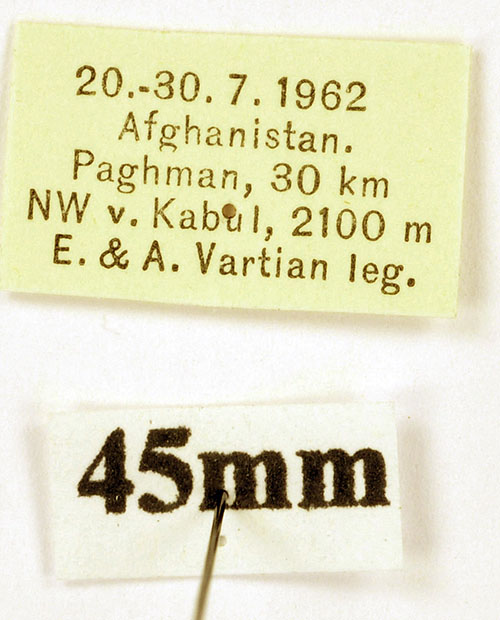 20.-30. 7. 1962
Afghanistan.
Paghman, 30 km
NW v. Kabul, 2100 m
E. & A. Vartian leg.
45mm